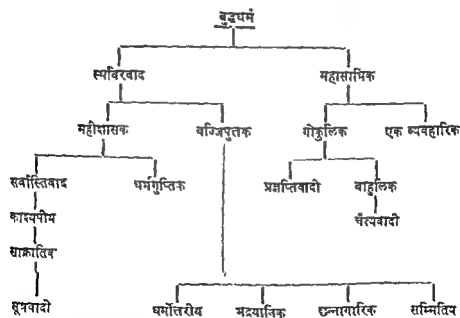 बुद्धधर्म
स्थविरवाद महासांघिक
महीशासक वज्जिपुत्तक गोकुलिक एक व्यवहारिक
सर्वास्तिवाद धर्मगुप्तिक प्रज्ञप्तिवादी बाहुलिक
काश्यपीय चैत्यवादी
साक्रातिव
सूत्रवादी धर्मोत्तरीय भद्रयानिक छन्नागारिक सम्मितिय